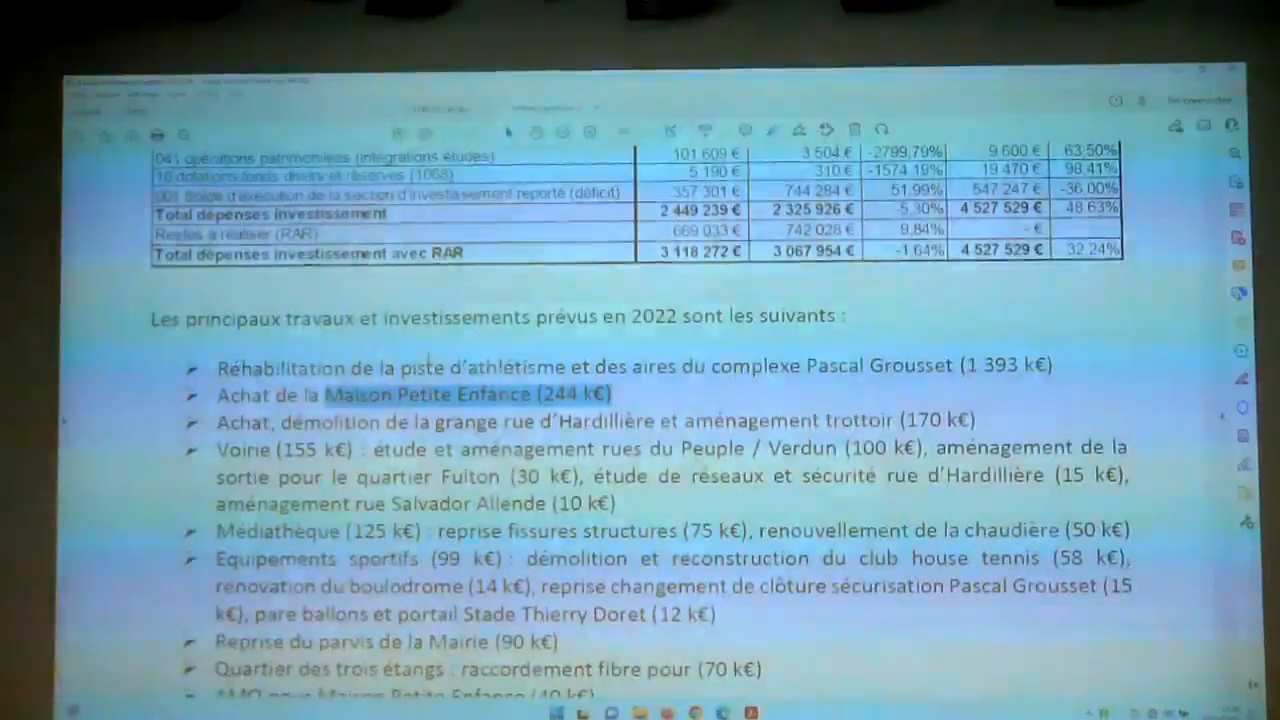 041 opérations patrimoniales (intégrations études) 101 609 € 3 504 € -2799,79% 9 600 € 63,50%
10 dotations fonds divers et réserves (1068) 5 190 € 310 € -1574,19% 19 470 € 98,41%
001 Solde d'exécution de la section d'investissement reporté (déficit) 357 301 € 744 284 € 51,99% 547 247 € -36,00%
Total dépenses investissement 2 449 239 € 2 325 926 € 5,30% 4 527 529 € 48,63%
Restes à réaliser (RAR) 669 033 € 742 028 € 9,84% - €
Total dépenses investissement avec RAR 3 118 272 € 3 067 954 € -1,64% 4 527 529 € 32,24%
Les principaux travaux et investissements prévus en 2022 sont les suivants :
➢ Réhabilitation de la piste d'athlétisme et des aires du complexe Pascal Grousset (1 393 k€)
➢ Achat de la Maison Petite Enfance (244 k€)
➢ Achat, démolition de la grange rue d'Hardillière et aménagement trottoir (170 k€)
➢ Voirie (155 k€) : étude et aménagement rues du Peuple / Verdun (100 k€), aménagement de la
sortie pour le quartier Fulton (30 k€), étude de réseaux et sécurité rue d'Hardillière (15 k€),
aménagement rue Salvador Allende (10 k€)
➢ Médiathèque (125 k€) : reprise fissures structures (75 k€), renouvellement de la chaudière (50 k€)
➢ Equipements sportifs (99 k€) : démolition et reconstruction du club house tennis (58 k€),
renovation du boulodrome (14 k€), reprise changement de clôture sécurisation Pascal Grousset (15
k€), pare ballons et portail Stade Thierry Doret (12 k€)
➢ Reprise du parvis de la Mairie (90 k€)
➢ Quartier des trois étangs : raccordement fibre pour (70 k€)
➢ AMO pour Maison Petite Enfance (40 k€)